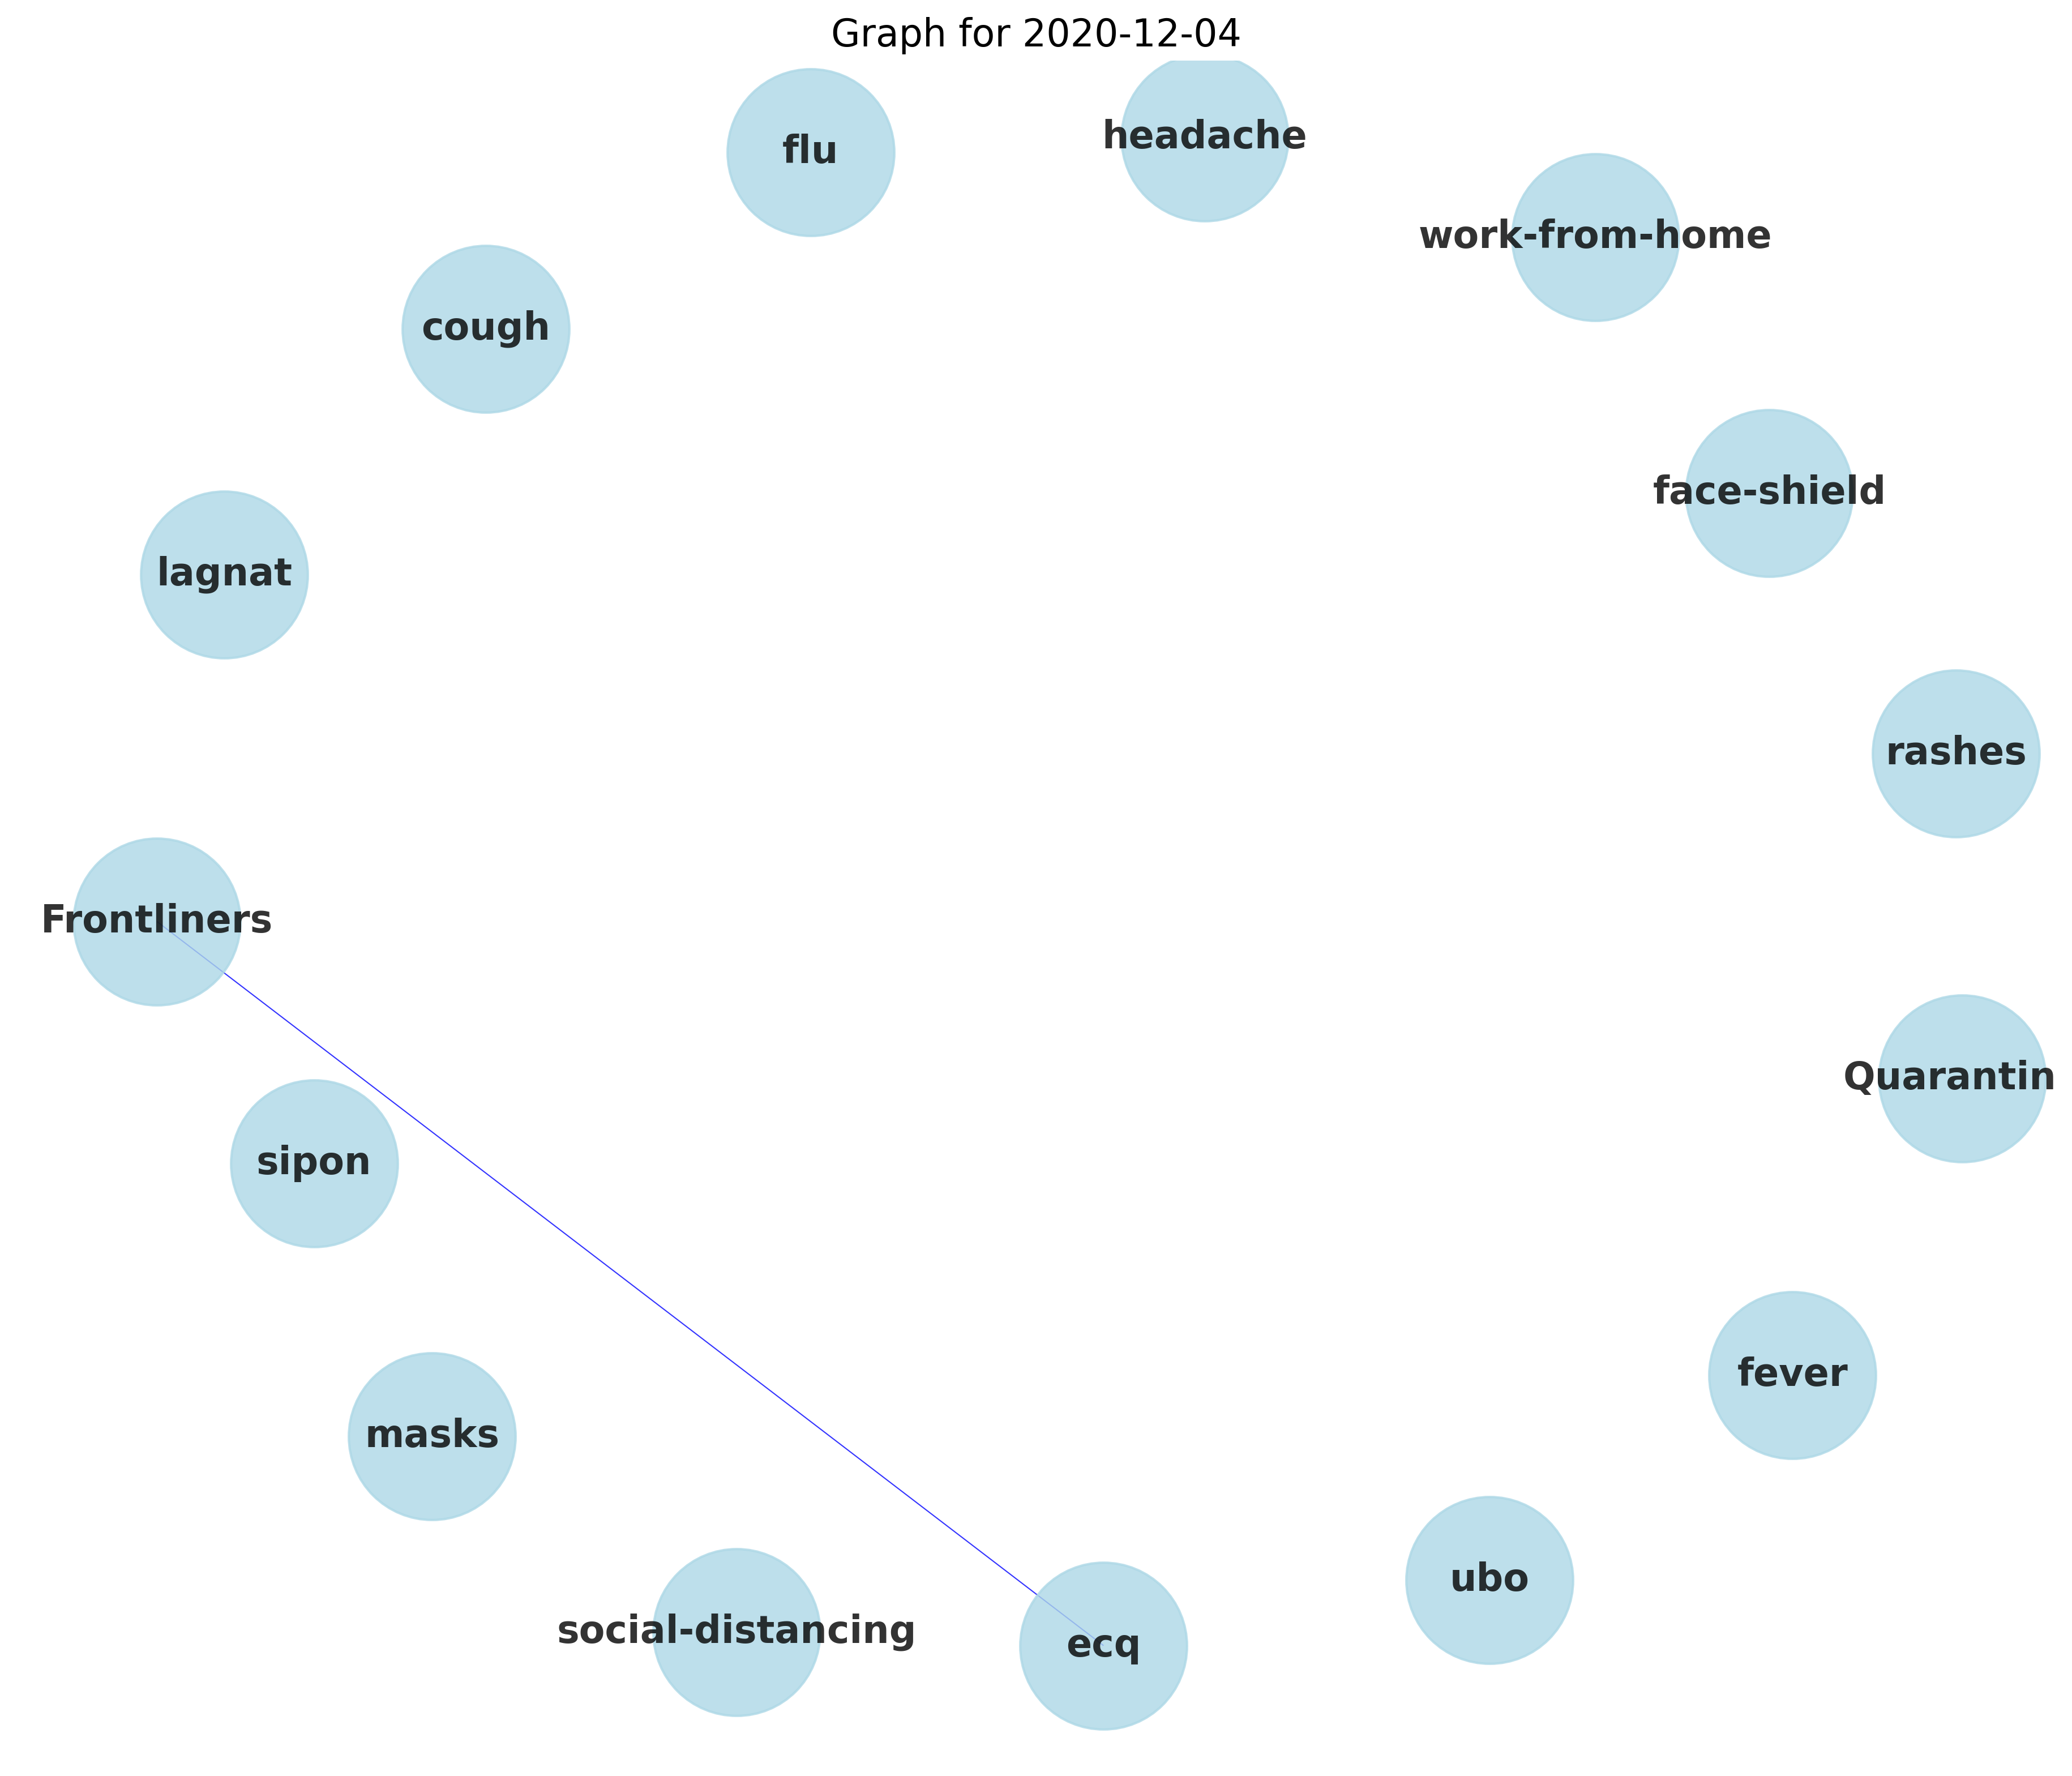 Graph for 2020-12-04
flu
headache
work-from-home
cough
face-shield
lagnat
rashes
Frontliners
Quarantin
sipon
fever
masks
ubo
social-distancing
ecq